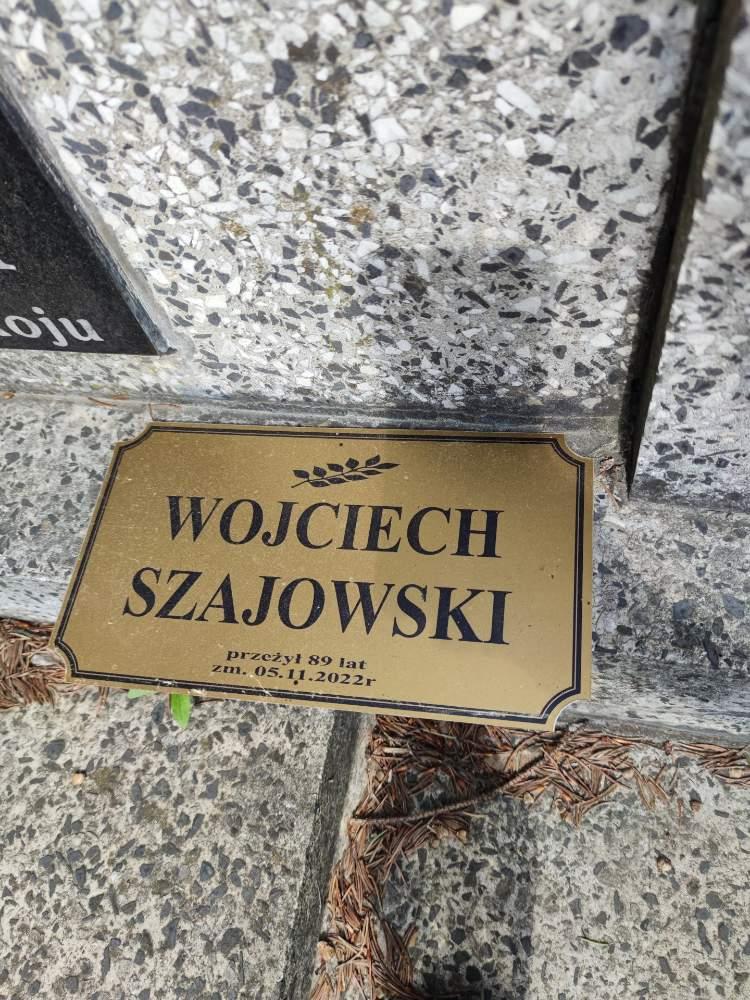 oju
WOJCIECH
SZAJOWSKI
przeżył 89 lat
zm. 05.11.2022r